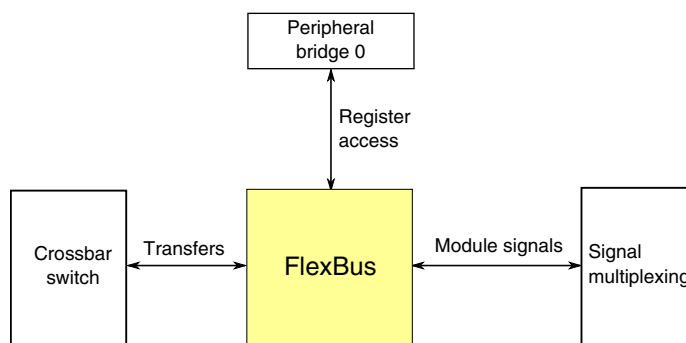 Peripheral
bridge 0
Register
access
Crossbar
switch
Transfers
FlexBus
Module signals
Signal
multiplexing